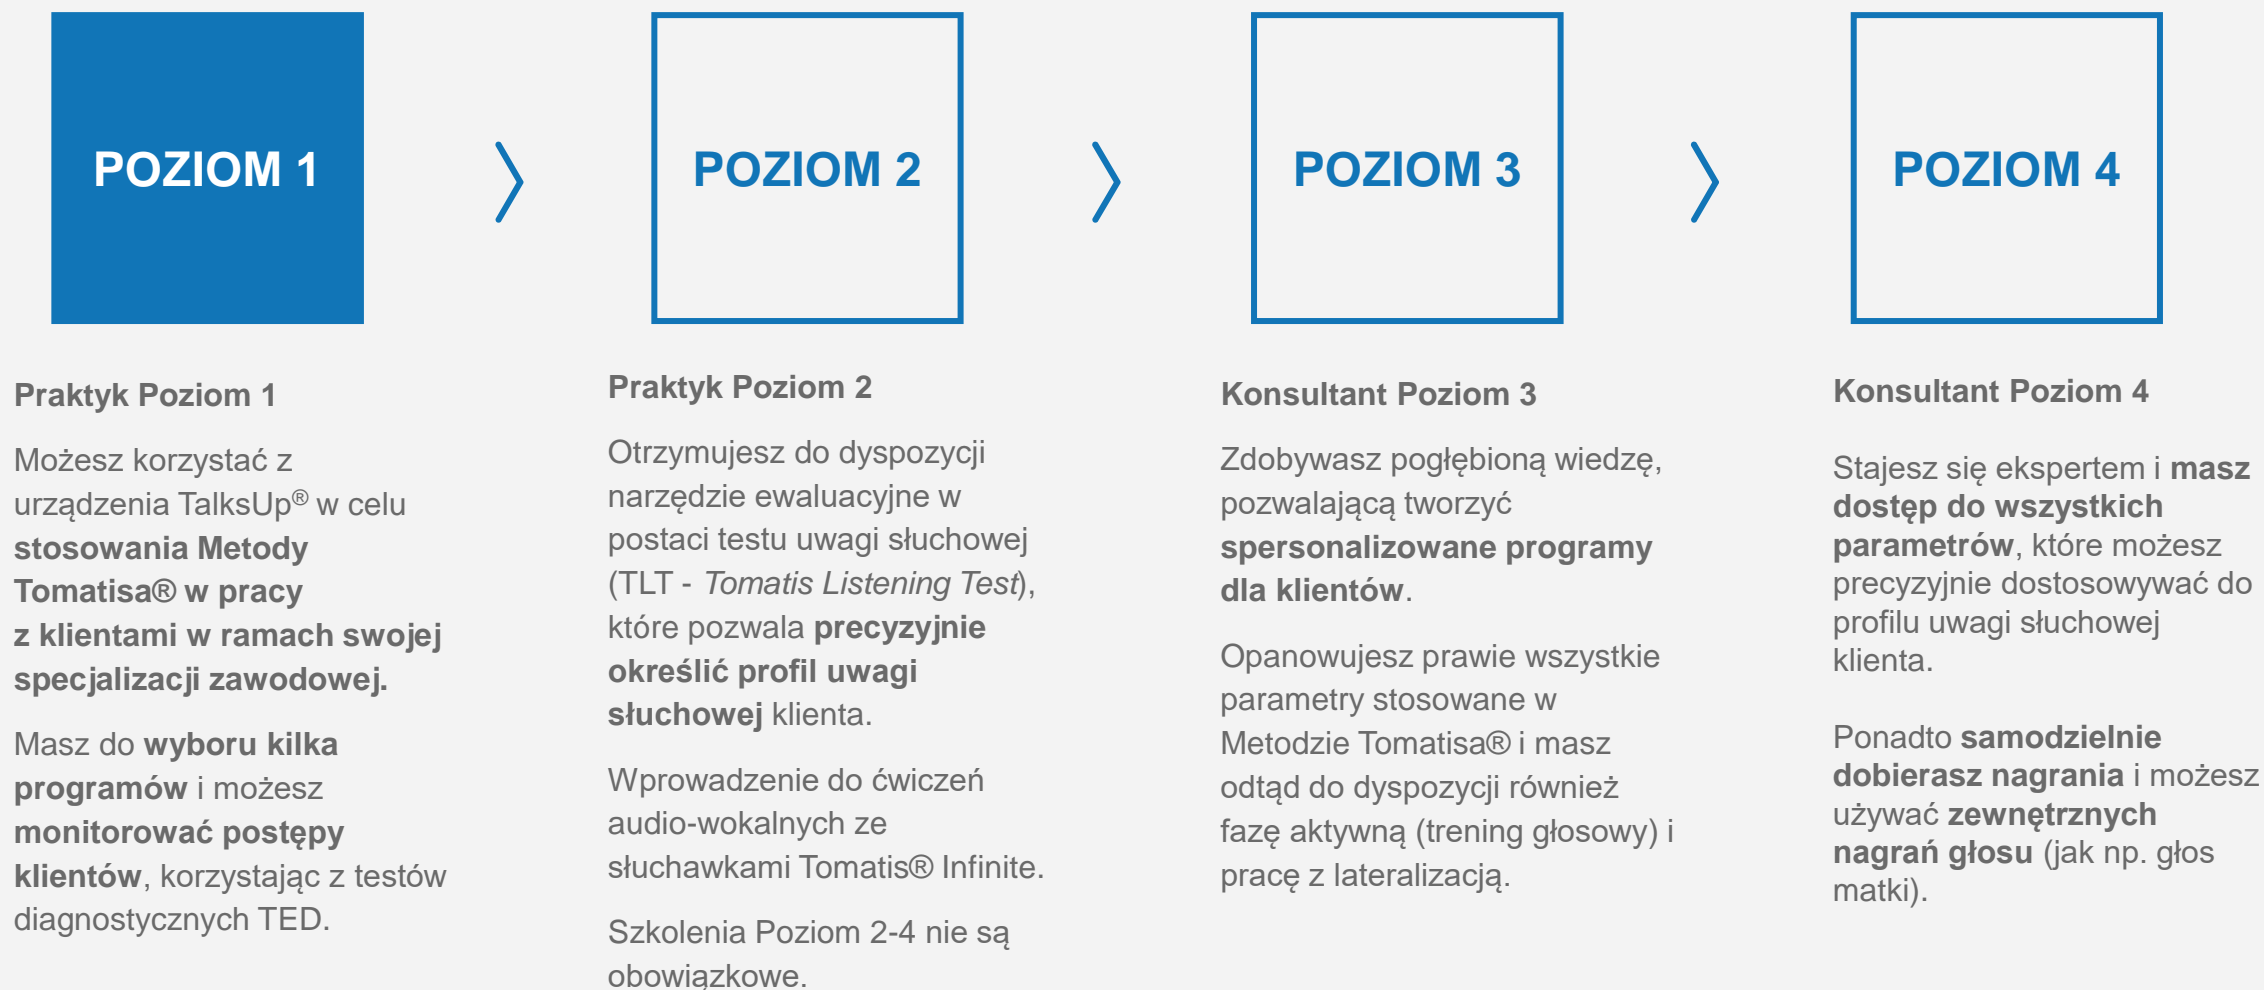 POZIOM 1
POZIOM 2
POZIOM 3
POZIOM 4
Praktyk Poziom 1
Możesz korzystać z
urządzenia TalksUp® w celu
stosowania Metody
Tomatisa® w pracy
z klientami w ramach swojej
specjalizacji zawodowej.
Masz do wyboru kilka
programów i możesz
monitorować postępy
klientów, korzystając z testów
diagnostycznych TED.
Praktyk Poziom 2
Otrzymujesz do dyspozycji
narzędzie ewaluacyjne w
postaci testu uwagi słuchowej
(TLT - Tomatis Listening Test),
które pozwala precyzyjnie
określić profil uwagi
słuchowej klienta.
Wprowadzenie do ćwiczeń
audio-wokalnych ze
słuchawkami Tomatis® Infinite.
Szkolenia Poziom 2-4 nie są
obowiązkowe.
Konsultant Poziom 3
Zdobywasz pogłębioną wiedzę,
pozwalającą tworzyć
spersonalizowane programy
dla klientów.
Opanowujesz prawie wszystkie
parametry stosowane w
Metodzie Tomatisa® i masz
odtąd do dyspozycji również
fazę aktywną (trening głosowy) i
pracę z lateralizacją.
Konsultant Poziom 4
Stajesz się ekspertem i masz
dostęp do wszystkich
parametrów, które możesz
precyzyjnie dostosowywać do
profilu uwagi słuchowej
klienta.
Ponadto samodzielnie
dobierasz nagrania i możesz
używać zewnętrznych
nagrań głosu (jak np. głos
matki).